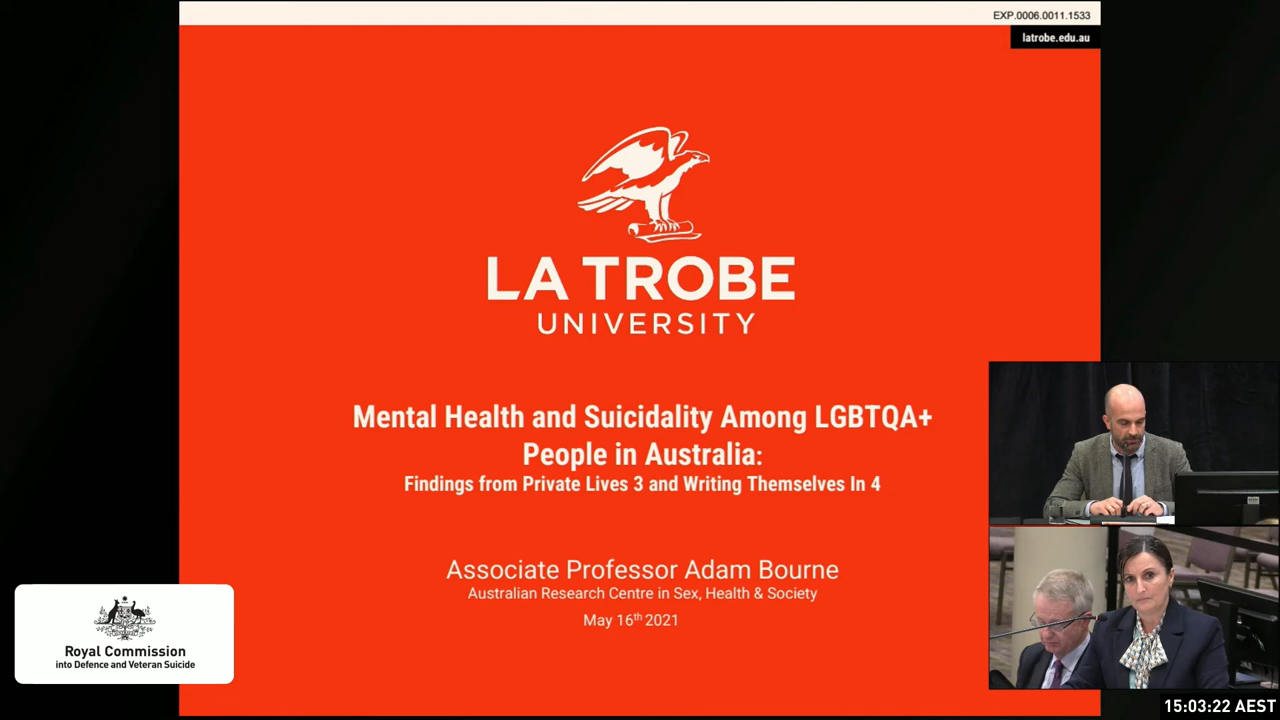 EXP.0006.0011.1533
latrobe.edu.au
LA TROBE
UNIVERSITY
Mental Health and Suicidality Among LGBTQA+
People in Australia:
Findings from Private Lives 3 and Writing Themselves In 4
Associate Professor Adam Bourne
Australian Research Centre in Sex, Health & Society
May 16th 2021
Royal Commission
into Defence and Veteran Suicide
15:03:22 AEST